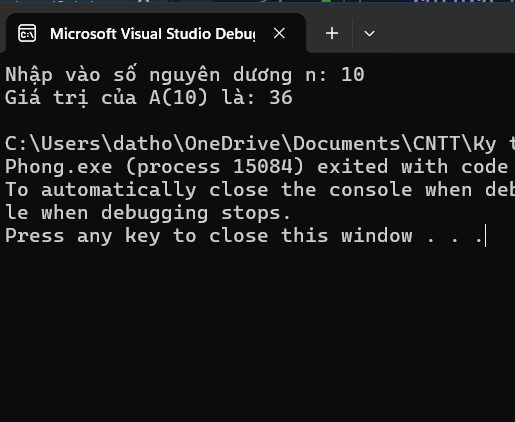 Microsoft Visual Studio Debug
Nhập vào số nguyên dương n: 10
Giá trị của A(10) là: 36
C:\Users\datho\OneDrive\Documents\CNTT\Ky t
Phong.exe (process 15084) exited with code
To automatically close the console when deb
le when debugging stops.
Press any key to close this window . . .